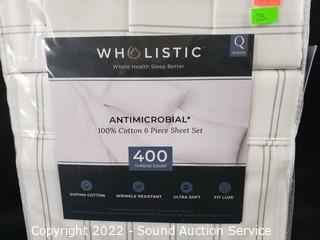 WHOLISTIC
Whole Health Sleep Better
Q
QUEEN
ANTIMICROBIAL*
100% Cotton 6 Piece Sheet Set
400
THREAD COUNT
SUPIMA COTTON
WRINKLE RESISTANT
ULTRA SOFT
FIT LUXE
Copyright 2022 - Sound Auction Service